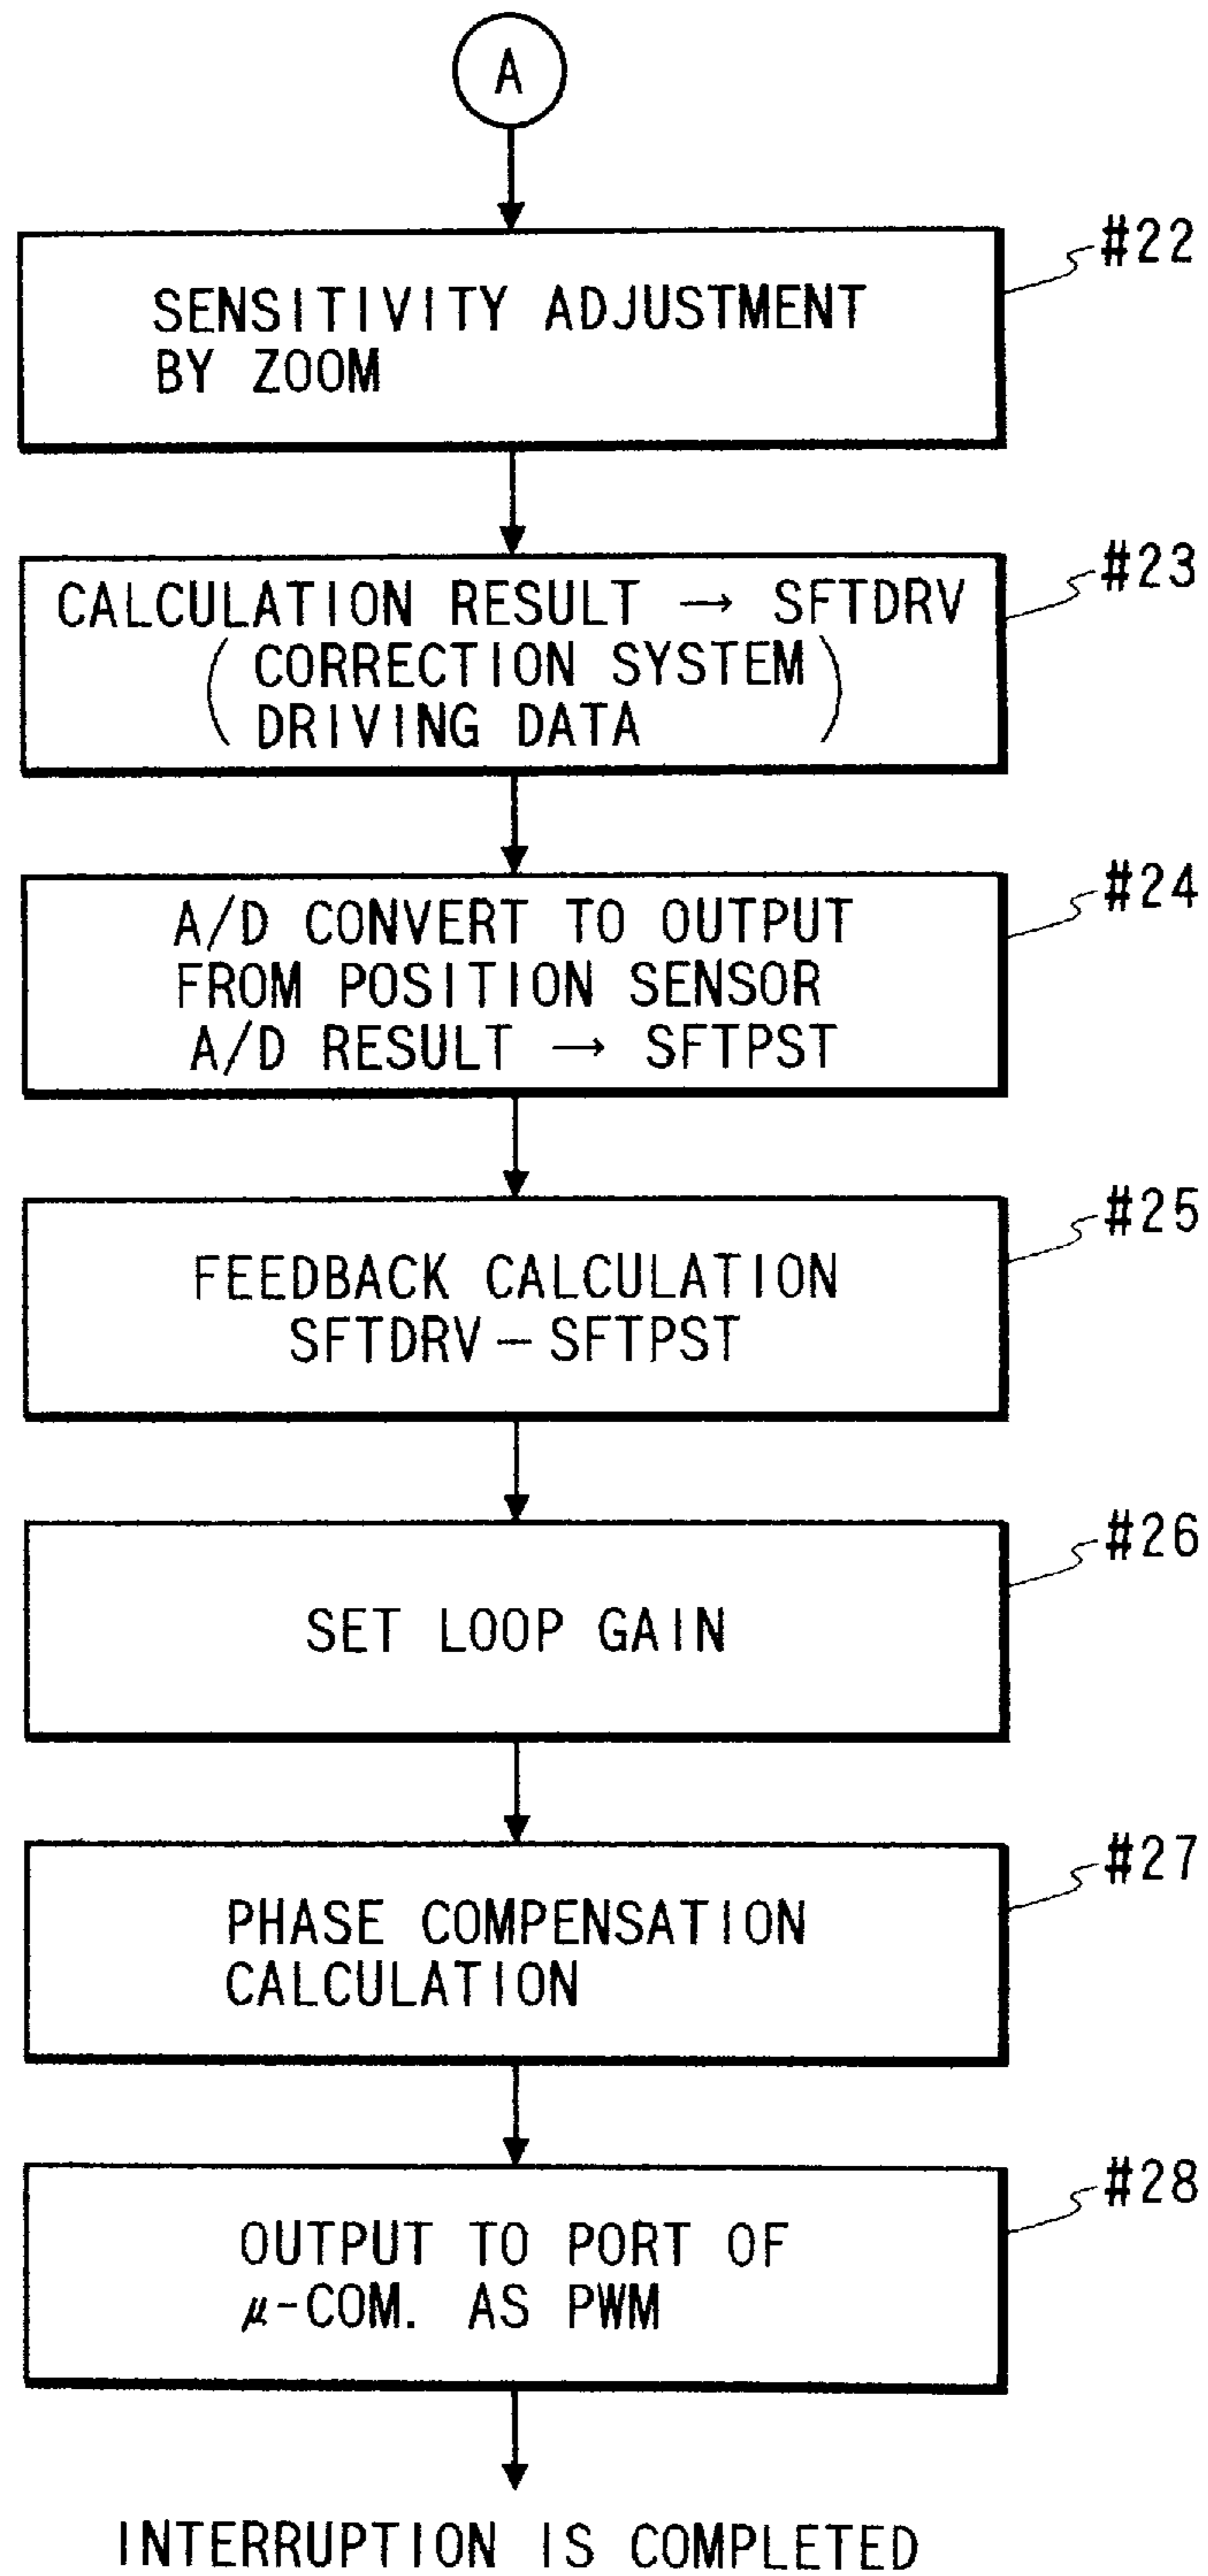 A
#22
SENSITIVITY ADJUSTMENT
BY ZOOM
#23
CALCULATION RESULT → SFTDRV
( CORRECTION SYSTEM
DRIVING DATA )
#24
A/D CONVERT TO OUTPUT
FROM POSITION SENSOR
A/D RESULT → SFTPST
#25
FEEDBACK CALCULATION
SFTDRV – SFTPST
#26
SET LOOP GAIN
#27
PHASE COMPENSATION
CALCULATION
#28
OUTPUT TO PORT OF
μ-COM. AS PWM
INTERRUPTION IS COMPLETED